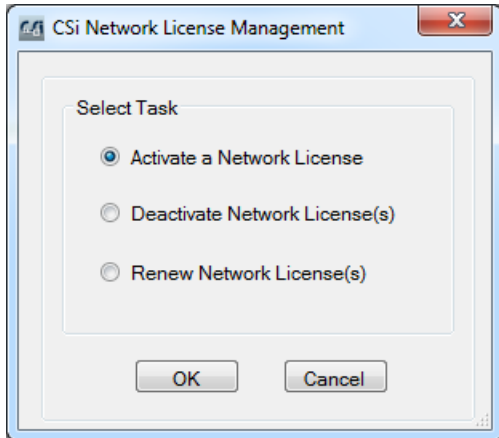 CSi Network License Management
Select Task
Activate a Network License
Deactivate Network License(s)
Renew Network License(s)
OK
Cancel